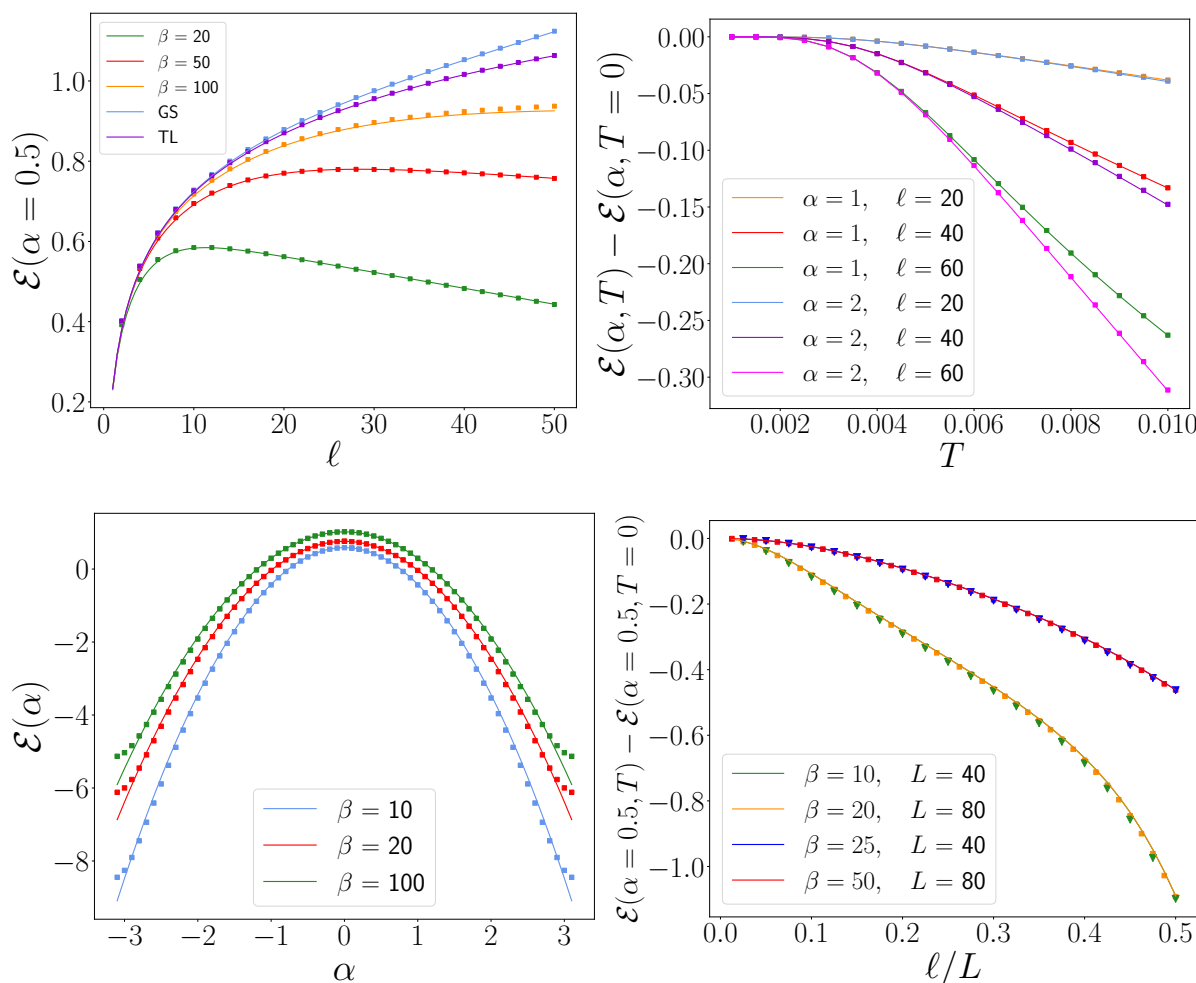 ℰ(α = 0.5)
1.0
0.8
0.6
0.4
0.2
β = 20
β = 50
β = 100
GS
TL
0 10 20 30 40 50
ℓ
ℰ(α, T) − ℰ(α, T = 0)
0.00
−0.05
−0.10
−0.15
−0.20
−0.25
−0.30
α = 1, ℓ = 20
α = 1, ℓ = 40
α = 1, ℓ = 60
α = 2, ℓ = 20
α = 2, ℓ = 40
α = 2, ℓ = 60
0.002 0.004 0.006 0.008 0.010
T
ℰ(α)
0
−2
−4
−6
−8
β = 10
β = 20
β = 100
−3 −2 −1 0 1 2 3
α
ℰ(α = 0.5, T) − ℰ(α = 0.5, T = 0)
0.0
−0.2
−0.4
−0.6
−0.8
−1.0
β = 10, L = 40
β = 20, L = 80
β = 25, L = 40
β = 50, L = 80
0.0 0.1 0.2 0.3 0.4 0.5
ℓ/L